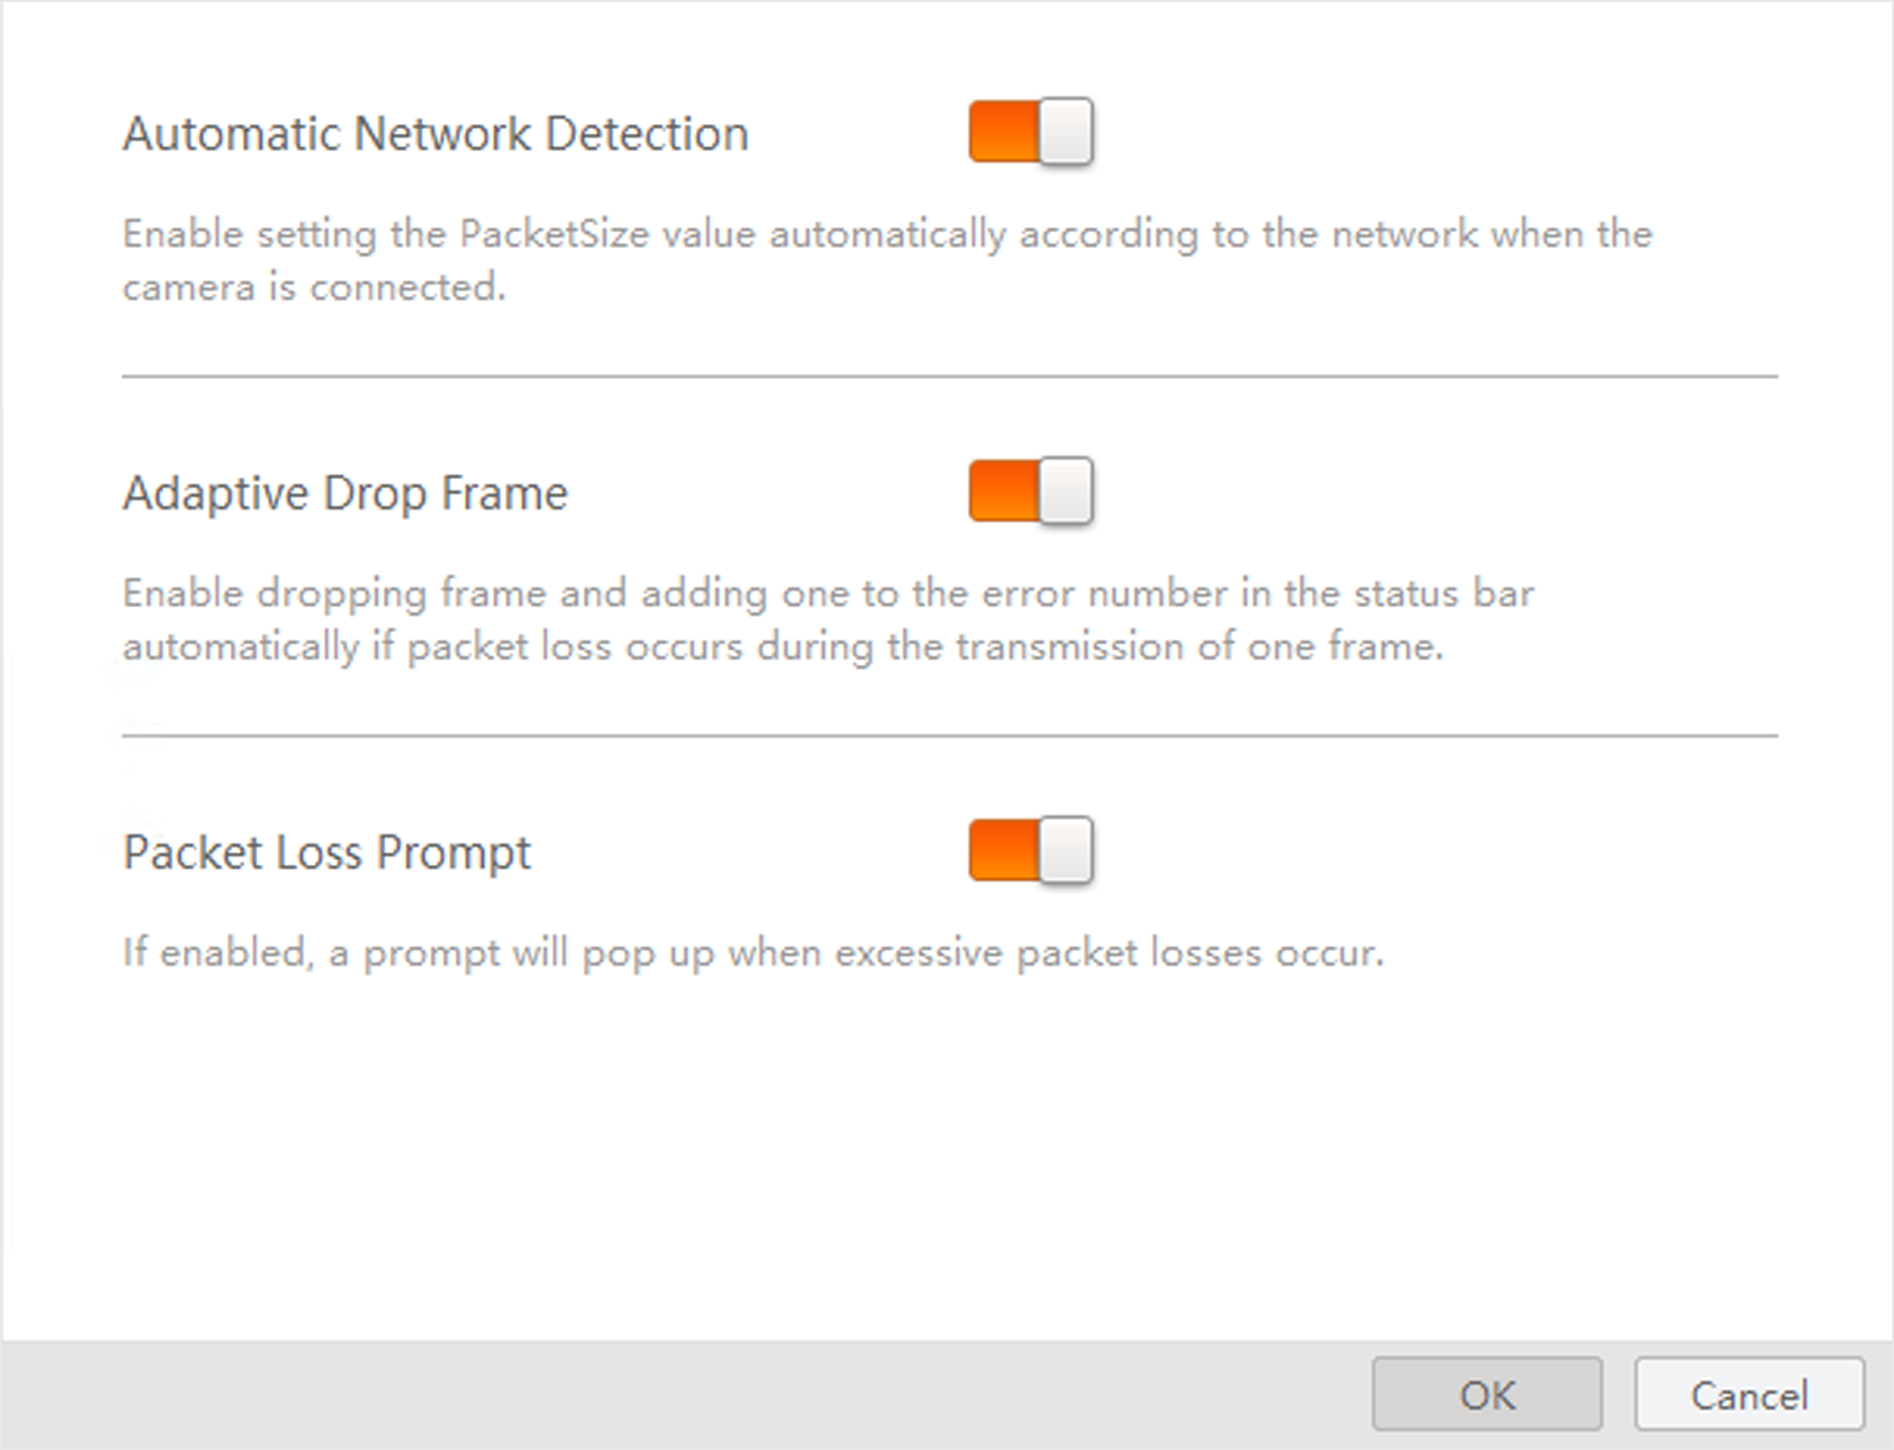 Automatic Network Detection
Enable setting the PacketSize value automatically according to the network when the
camera is connected.
Adaptive Drop Frame
Enable dropping frame and adding one to the error number in the status bar
automatically if packet loss occurs during the transmission of one frame.
Packet Loss Prompt
If enabled, a prompt will pop up when excessive packet losses occur.
OK
Cancel